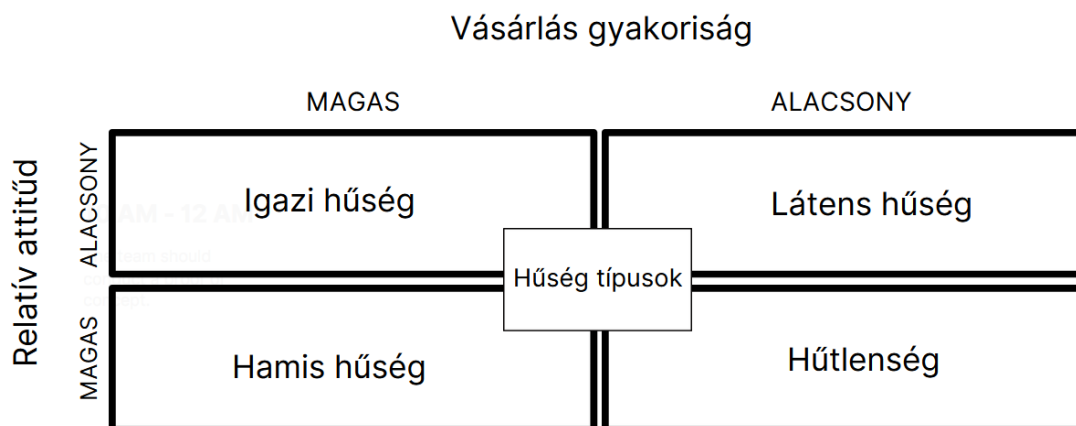 Vásárlás gyakoriság
MAGAS
ALACSONY
Relatív attitűd
ALACSONY
Igazi hűség
Látens hűség
Hűség típusok
MAGAS
Hamis hűség
Hűtlenség